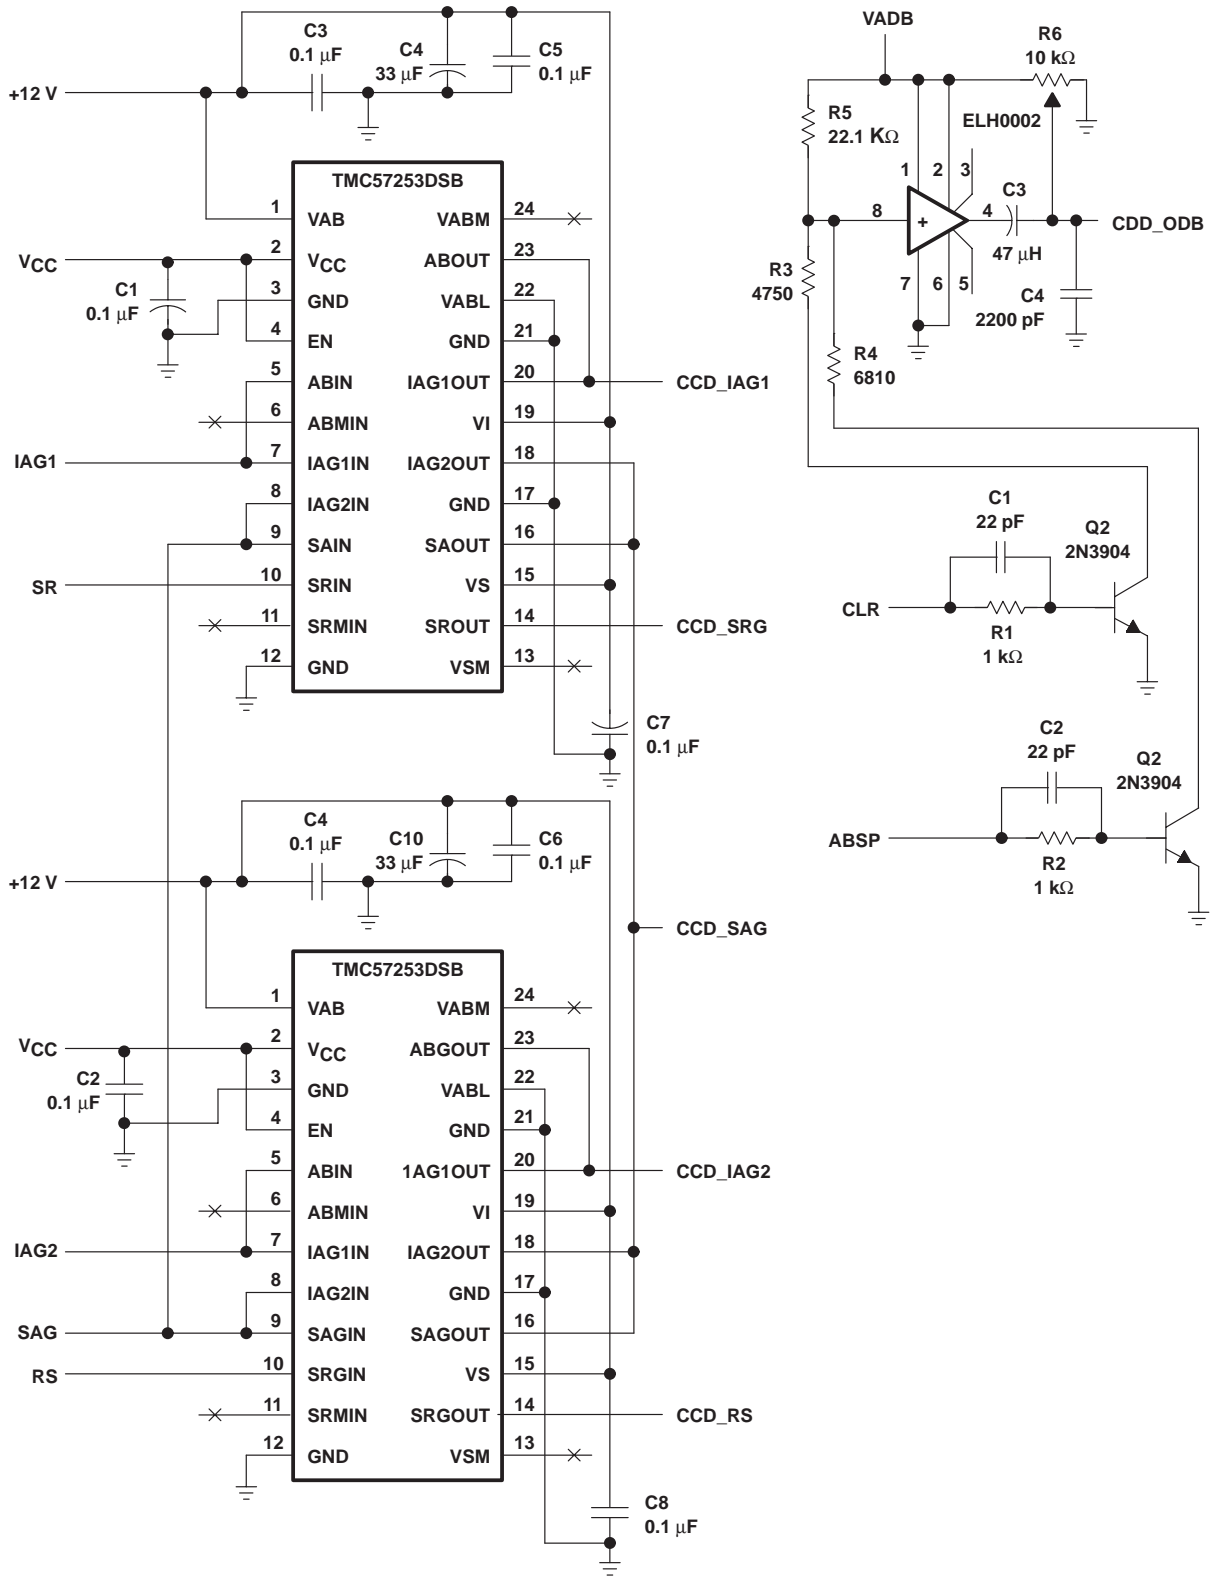 C3
0.1 μF
C4
33 μF
C5
0.1 μF
+12 V
TMC57253DSB
1 VAB VABM 24
VCC 2 VCC ABOUT 23
C1
0.1 μF
3 GND VABL 22
4 EN GND 21
5 ABIN IAG1OUT 20 CCD_IAG1
6 ABMIN VI 19
IAG1 7 IAG1IN IAG2OUT 18
8 IAG2IN GND 17
9 SAIN SAOUT 16
SR 10 SRIN VS 15
11 SRMIN SROUT 14 CCD_SRG
12 GND VSM 13
C7
0.1 μF
C4
0.1 μF
C10
33 μF
C6
0.1 μF
+12 V
CCD_SAG
TMC57253DSB
1 VAB VABM 24
VCC 2 VCC ABGOUT 23
C2
0.1 μF
3 GND VABL 22
4 EN GND 21
5 ABIN 1AG1OUT 20 CCD_IAG2
6 ABMIN VI 19
IAG2 7 IAG1IN IAG2OUT 18
8 IAG2IN GND 17
SAG 9 SAGIN SAGOUT 16
RS 10 SRGIN VS 15
11 SRMIN SRGOUT 14 CCD_RS
12 GND VSM 13
C8
0.1 μF
VADB
R6
10 kΩ
R5
22.1 KΩ
ELH0002
1 2 3
8 + 4 C3 CDD_ODB
47 μH
7 6 5
R3
4750
C4
2200 pF
R4
6810
C1
22 pF
Q2
2N3904
CLR
R1
1 kΩ
C2
22 pF
Q2
2N3904
ABSP
R2
1 kΩ